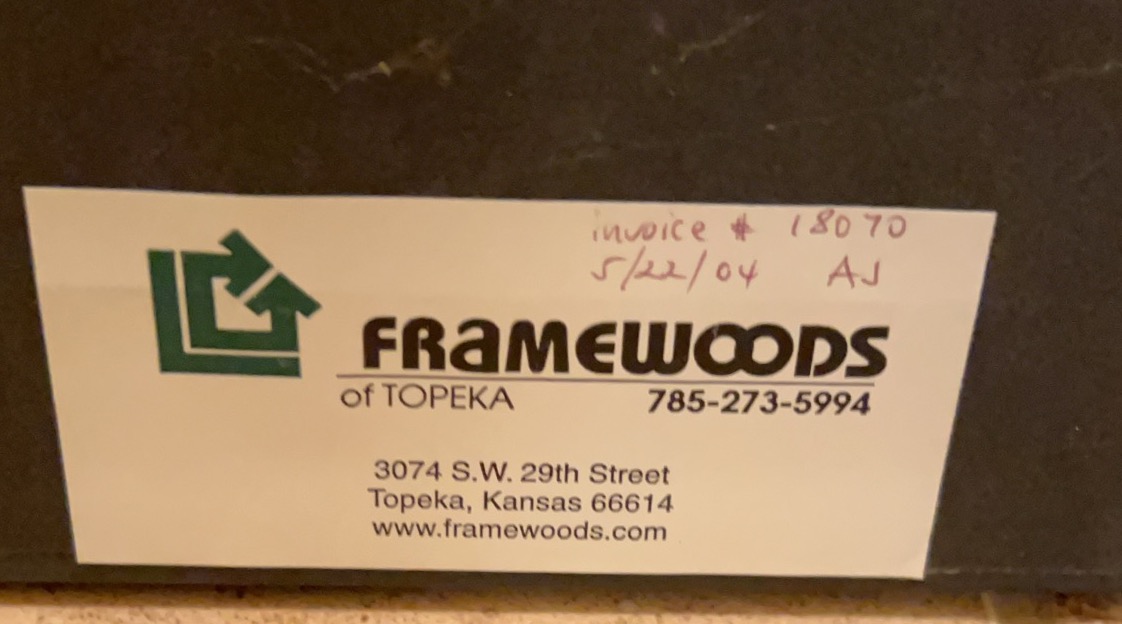 invoice # 18070
5/22/04 AJ
FRAMEWOODS
of TOPEKA 785-273-5994
3074 S.W. 29th Street
Topeka, Kansas 66614
www.framewoods.com